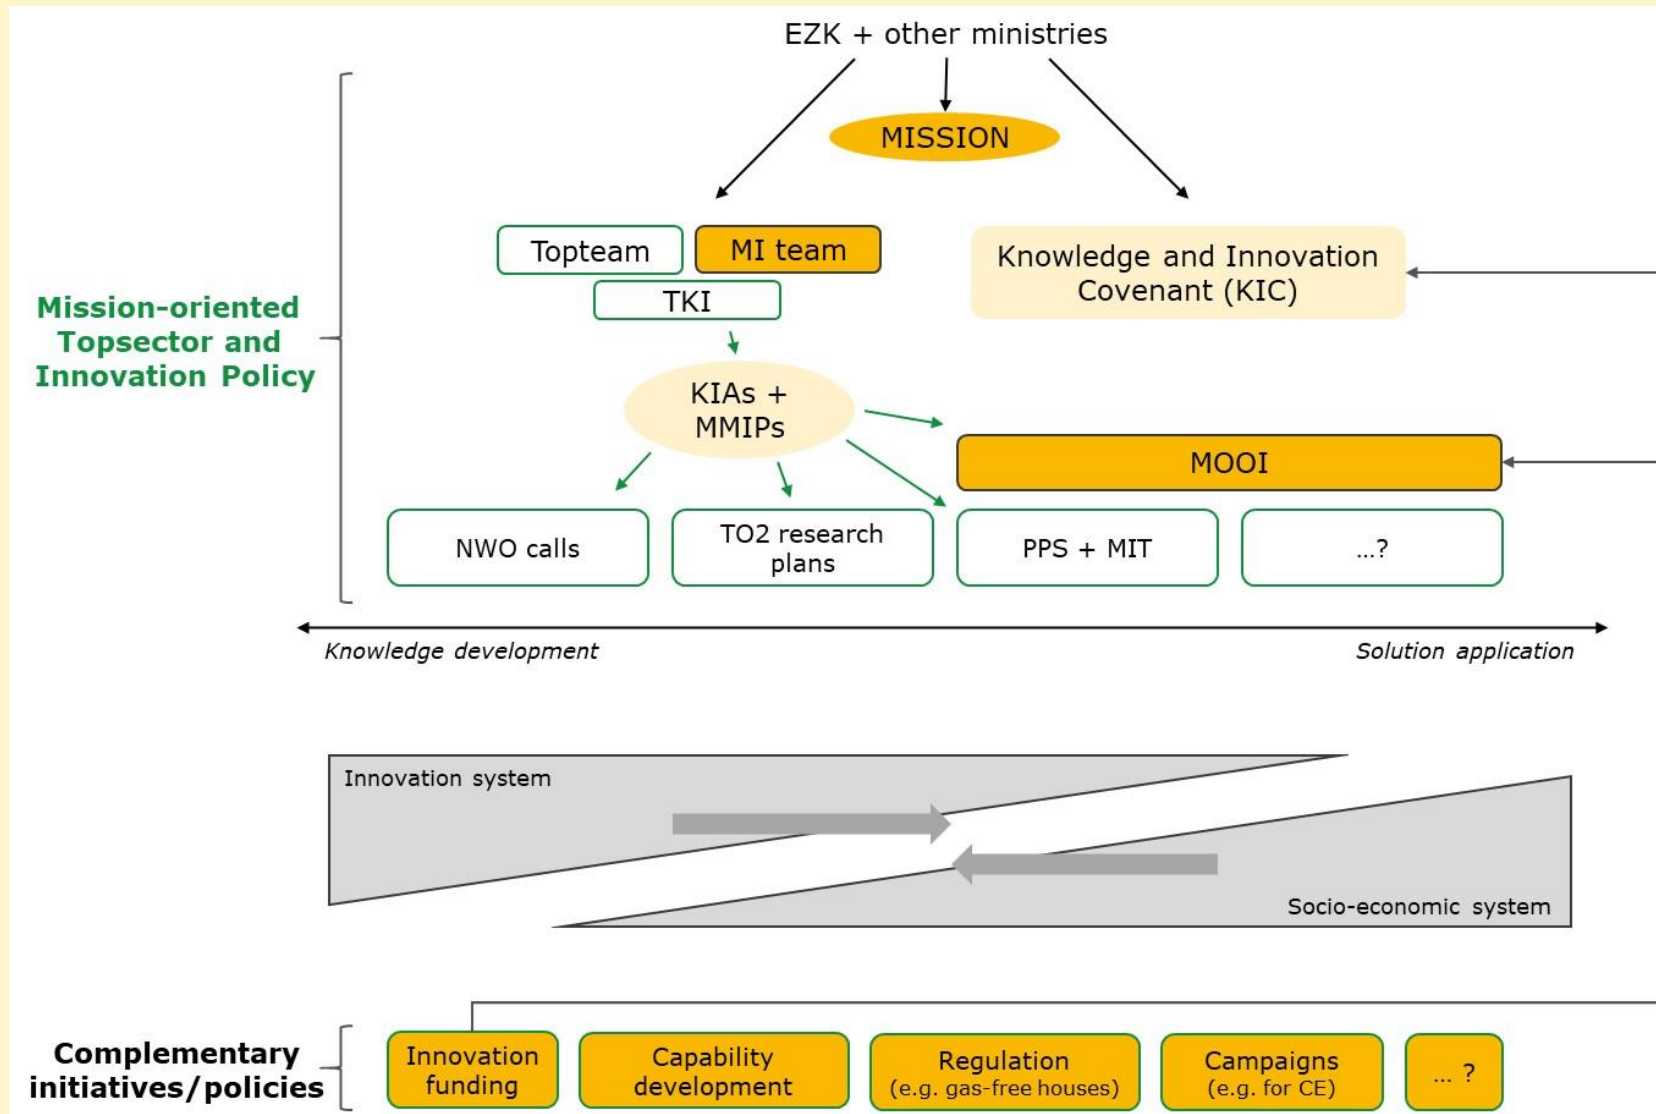 EZK + other ministries
MISSION
Topteam
MI team
TKI
Knowledge and Innovation
Covenant (KIC)
Mission-oriented
Topsector and
Innovation Policy
KIAs +
MMIPs
MOOI
NWO calls
TO2 research
plans
PPS + MIT
...?
Knowledge development
Solution application
Innovation system
Socio-economic system
Complementary
initiatives/policies
Innovation
funding
Capability
development
Regulation
(e.g. gas-free houses)
Campaigns
(e.g. for CE)
... ?